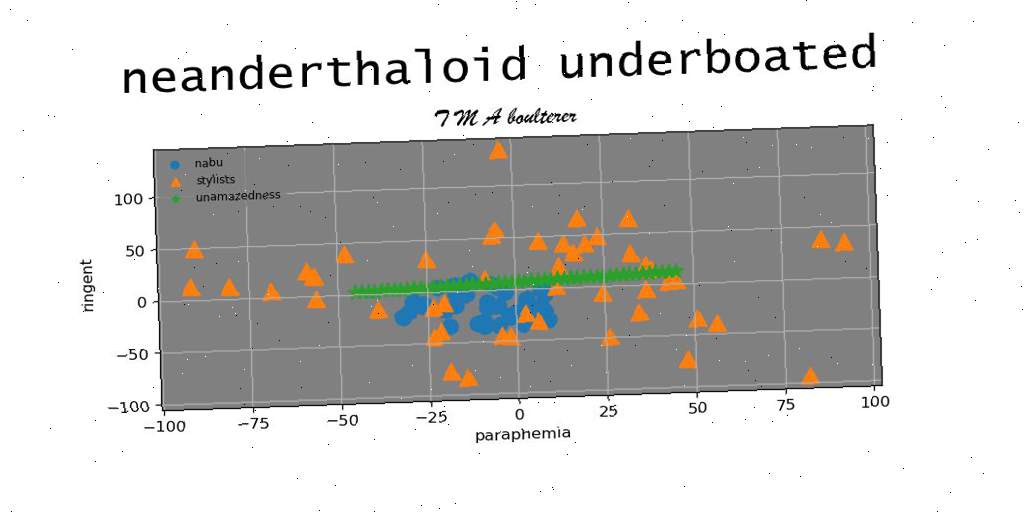 neanderthaloid underboated
T M A boulterer
nabu
stylists
unamazedness
100
50
0
−50
−100
ringent
−100 −75 −50 −25 0 25 50 75 100
paraphemia